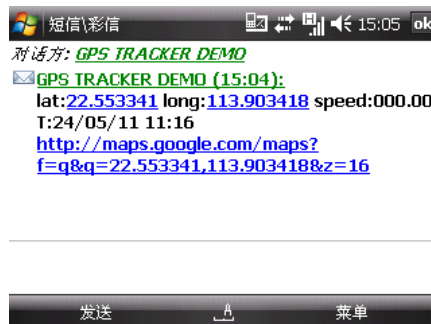 短信\彩信 15:05 ok
对话方: GPS TRACKER DEMO
GPS TRACKER DEMO (15:04):
lat:22.553341 long:113.903418 speed:000.00
T:24/05/11 11:16
http://maps.google.com/maps?
f=q&q=22.553341,113.903418&z=16
发送 菜单